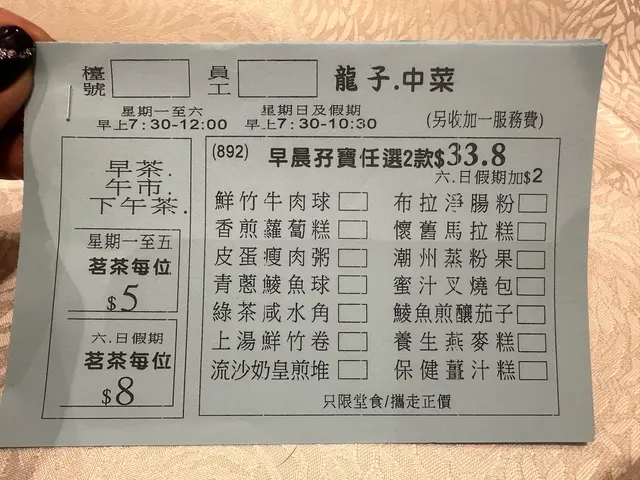 檯號
員工
龍子.中菜
星期一至六
早上7:30-12:00
星期日及假期
早上7:30-10:30
(另收加一服務費)
早茶.
午市.
下午茶.
星期一至五
茗茶每位
$5
六.日假期
茗茶每位
$8
(892) 早晨孖寶任選2款$33.8
六.日假期加$2
鮮竹牛肉球
布拉淨腸粉
香煎蘿蔔糕
懷舊馬拉糕
皮蛋瘦肉粥
潮州蒸粉果
青蔥鯪魚球
蜜汁叉燒包
綠茶咸水角
鯪魚煎釀茄子
上湯鮮竹卷
養生燕麥糕
流沙奶皇煎堆
保健薑汁糕
只限堂食/攜走正價